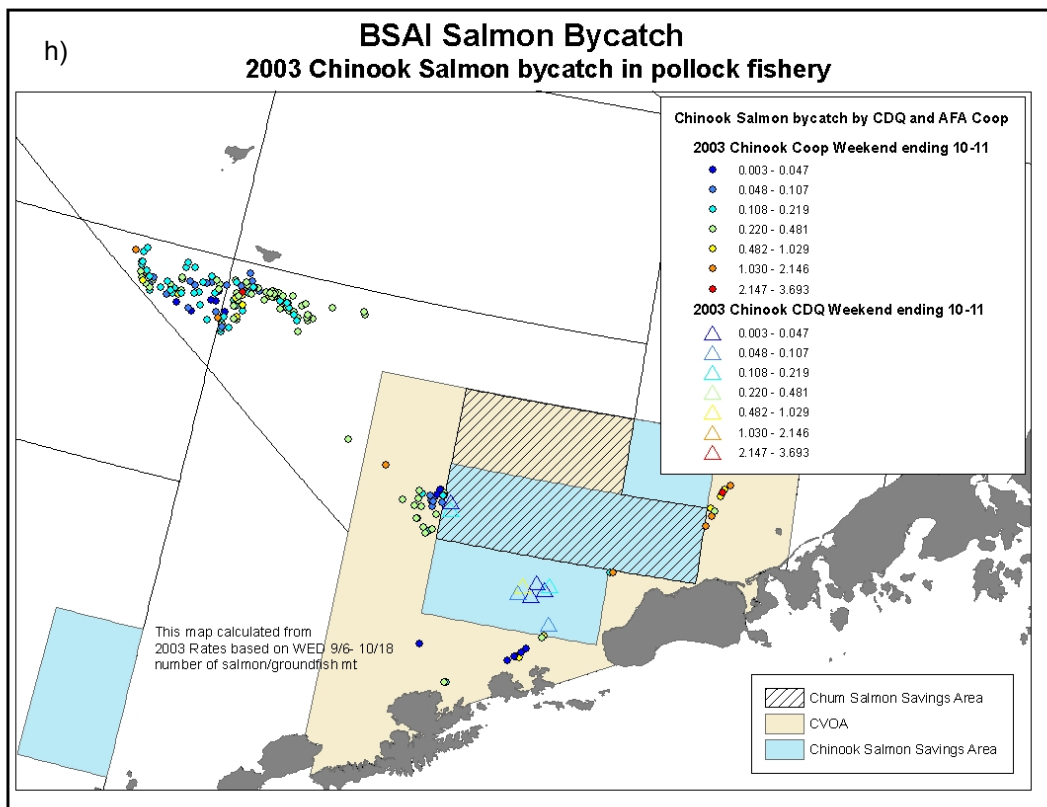 h)
BSAI Salmon Bycatch
2003 Chinook Salmon bycatch in pollock fishery
Chinook Salmon bycatch by CDQ and AFA Coop
2003 Chinook Coop Weekend ending 10-11
0.003 - 0.047
0.048 - 0.107
0.108 - 0.219
0.220 - 0.481
0.482 - 1.029
1.030 - 2.146
2.147 - 3.693
2003 Chinook CDQ Weekend ending 10-11
0.003 - 0.047
0.048 - 0.107
0.108 - 0.219
0.220 - 0.481
0.482 - 1.029
1.030 - 2.146
2.147 - 3.693
This map calculated from
2003 Rates based on WED 9/6- 10/18
number of salmon/groundfish mt
Chum Salmon Savings Area
CVOA
Chinook Salmon Savings Area